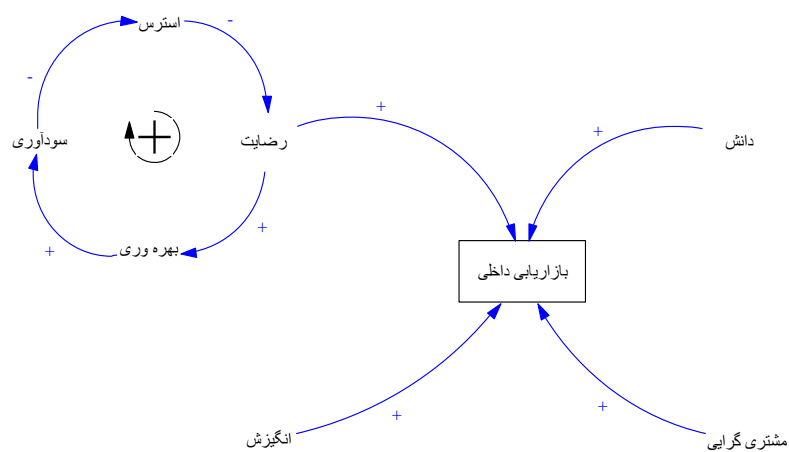 استرس
-
-
+
+
رضایت
سودآوری
+
دانش
+
+
بهره وری
+
بازاریابی داخلی
+
+
انگیزش
مشتری گرایی